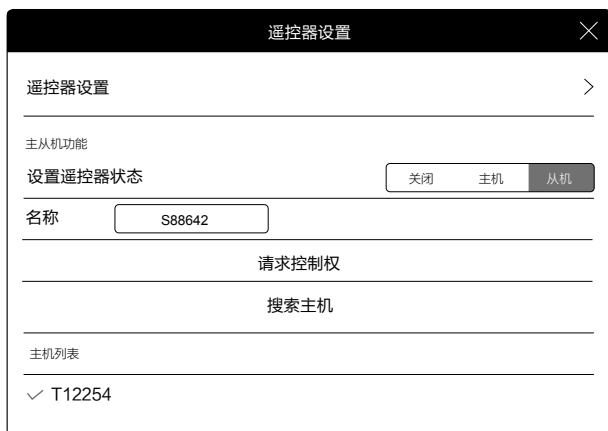 遥控器设置
遥控器设置
主从机功能
设置遥控器状态 关闭 主机 从机
名称 S88642
请求控制权
搜索主机
主机列表
T12254